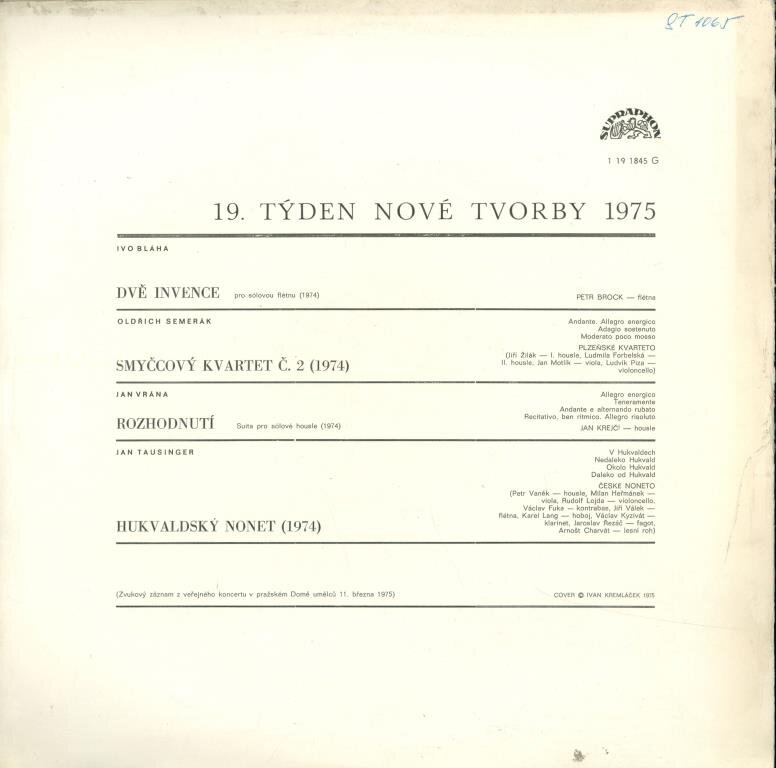 ST 1065
SUPRAPHON
1 19 1845 G
19. TÝDEN NOVÉ TVORBY 1975
IVO BLÁHA
DVĚ INVENCE pro sólovou flétnu (1974)
PETR BROCK — flétna
OLDŘICH SEMERÁK
SMYČCOVÝ KVARTET Č. 2 (1974)
Andante. Allegro energico
Adagio sostenuto
Moderato poco mosso
PLZEŇSKÉ KVARTETO
(Jiří Žilák — I. housle, Ludmila Forbelská —
II. housle, Jan Motlík — viola, Ludvík Píza —
violoncello)
JAN VRÁNA
ROZHODNUTÍ Suita pro sólové housle (1974)
Allegro energico
Teneramente
Andante e alternando rubato
Recitativo, ben ritmico. Allegro risoluto
JAN KREJČÍ — housle
JAN TAUSINGER
HUKVALDSKÝ NONET (1974)
V Hukvaldech
Nedaleko Hukvald
Okolo Hukvald
Daleko od Hukvald
ČESKÉ NONETO
(Petr Vaněk — housle, Milan Heřmánek —
viola, Rudolf Lojda — violoncello,
Václav Fuka — kontrabas, Jiří Válek —
flétna, Karel Lang — hoboj, Václav Kyzivát —
klarinet, Jaroslav Řezáč — fagot,
Arnošt Charvát — lesní roh)
(Zvukový záznam z veřejného koncertu v pražském Domě umělců 11. března 1975)
COVER © IVAN KREMLÁČEK 1975